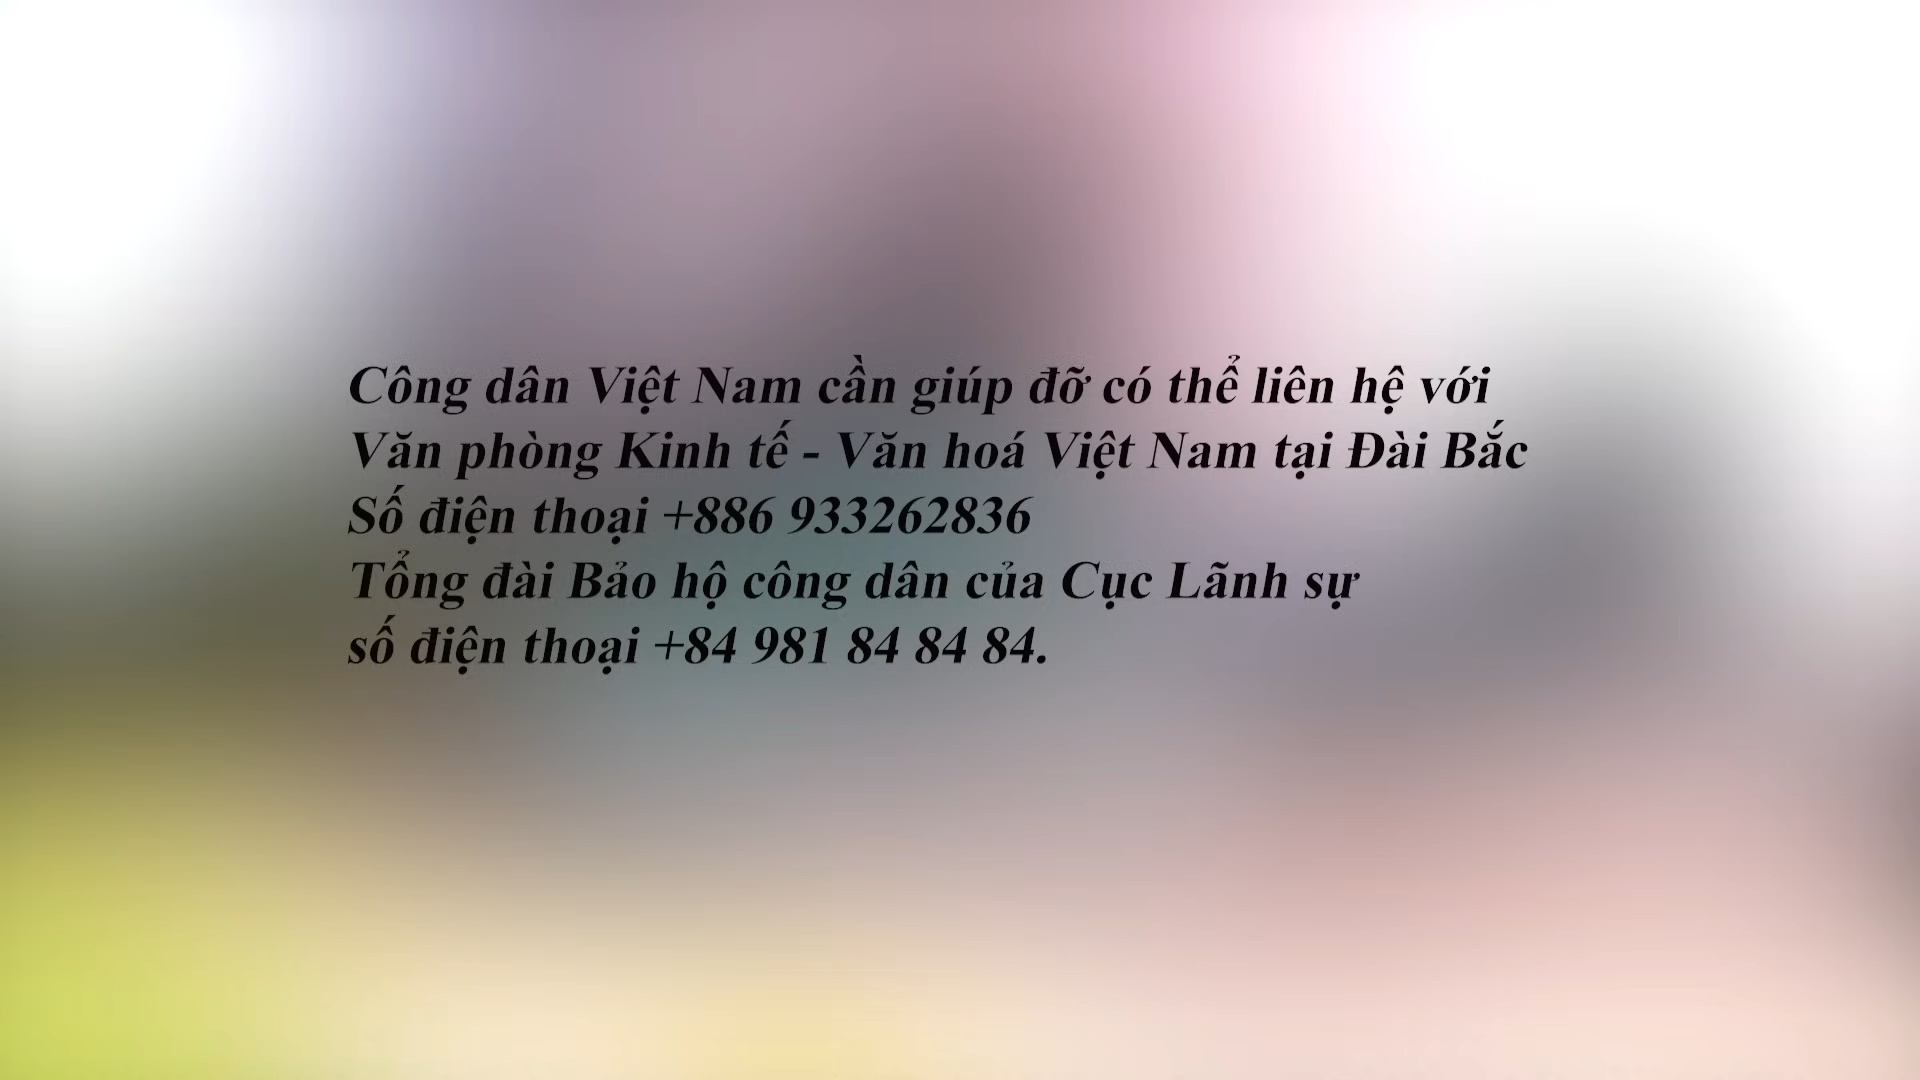 Công dân Việt Nam cần giúp đỡ có thể liên hệ với
Văn phòng Kinh tế - Văn hoá Việt Nam tại Đài Bắc
Số điện thoại +886 933262836
Tổng đài Bảo hộ công dân của Cục Lãnh sự
số điện thoại +84 981 84 84 84.